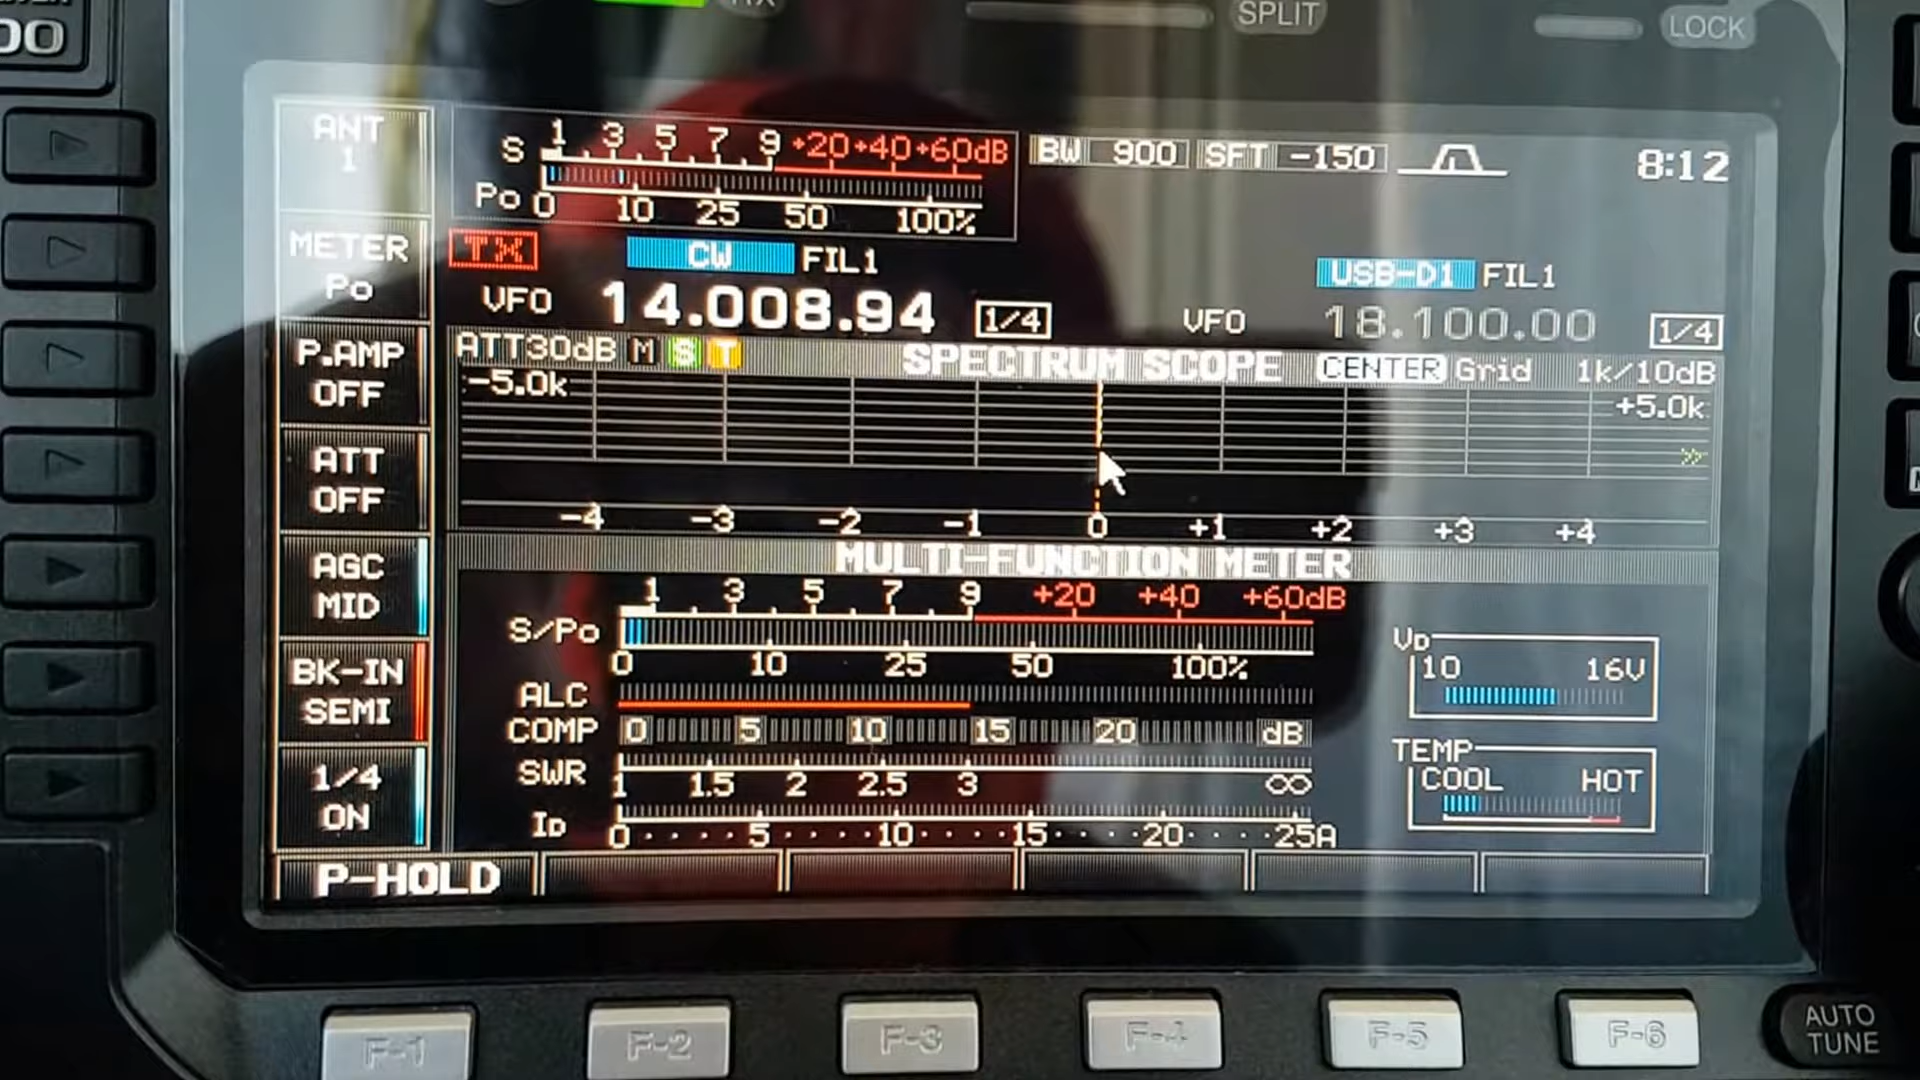 00
SPLIT
LOCK
ANT
1
S 1 3 5 7 9 +20 +40 +60dB
Po 0 10 25 50 100%
BW 900 SFT -150
8:12
METER
Po
TX CW FIL1
USB-D1 FIL1
VFO 14.008.94 1/4
VFO 18.100.00 1/4
P.AMP
OFF
ATT30dB M S T SPECTRUM SCOPE CENTER Grid 1k/10dB
-5.0k
+5.0k
>>
-4 -3 -2 -1 0 +1 +2 +3 +4
ATT
OFF
AGC
MID
BK-IN
SEMI
1/4
ON
MULTI-FUNCTION METER
1 3 5 7 9 +20 +40 +60dB
S/Po
0 10 25 50 100%
ALC
COMP 0 5 10 15 20 dB
SWR 1 1.5 2 2.5 3 ∞
ID 0 5 10 15 20 25A
VD
10 16V
TEMP
COOL HOT
P-HOLD
F-1 F-2 F-3 F-4 F-5 F-6
AUTO
TUNE